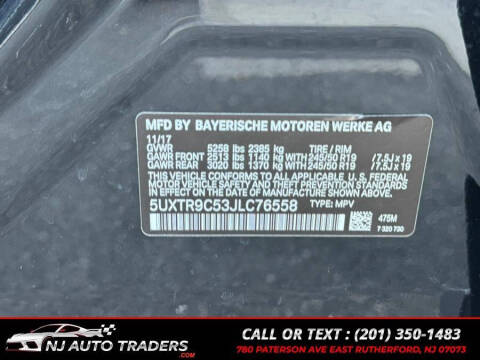 MFD BY BAYERISCHE MOTOREN WERKE AG
11/17
GVWR 5258 lbs 2385 kg TIRE / RIM
GAWR FRONT 2513 lbs 1140 kg WITH 245/50 R19 / 7.5J x 19
GAWR REAR 3020 lbs 1370 kg WITH 245/50 R19 / 7.5J x 19
THIS VEHICLE CONFORMS TO ALL APPLICABLE FEDERAL MOTOR
VEHICLE SAFETY, BUMPER, AND THEFT PREVENTION STANDARDS
IN EFFECT ON THE DATE OF MANUFACTURE SHOWN ABOVE.
5UXTR9C53JLC76558 TYPE: MPV
475M
7 320 730
NJ AUTO TRADERS.
CALL OR TEXT : (201) 350-1483
780 PATERSON AVE EAST RUTHERFORD, NJ 07073